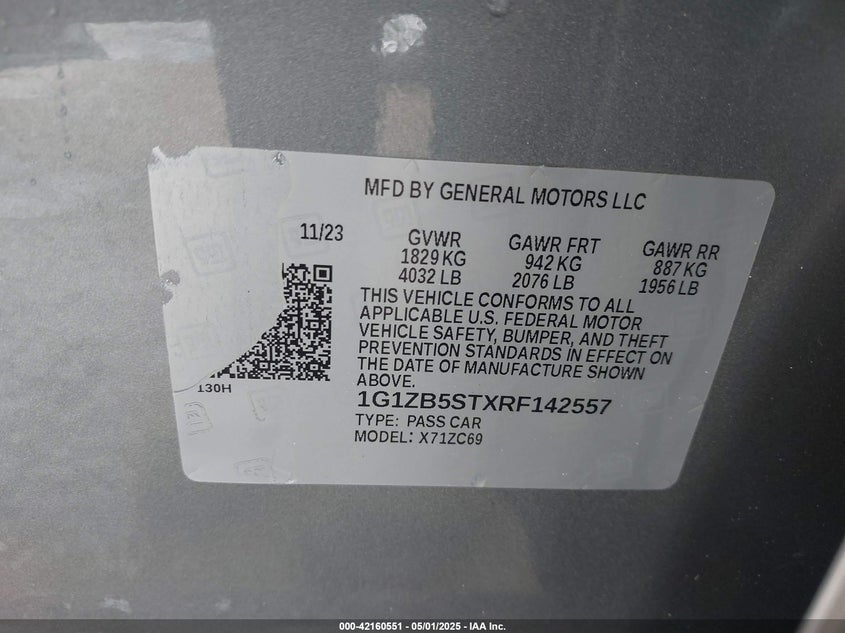 MFD BY GENERAL MOTORS LLC
11/23
GVWR GAWR FRT GAWR RR
1829 KG 942 KG 887 KG
4032 LB 2076 LB 1956 LB
THIS VEHICLE CONFORMS TO ALL
APPLICABLE U.S. FEDERAL MOTOR
VEHICLE SAFETY, BUMPER, AND THEFT
PREVENTION STANDARDS IN EFFECT ON
THE DATE OF MANUFACTURE SHOWN
ABOVE.
130H
1G1ZB5STXRF142557
TYPE: PASS CAR
MODEL: X71ZC69
000-42160551 - 05/01/2025 - IAA Inc.